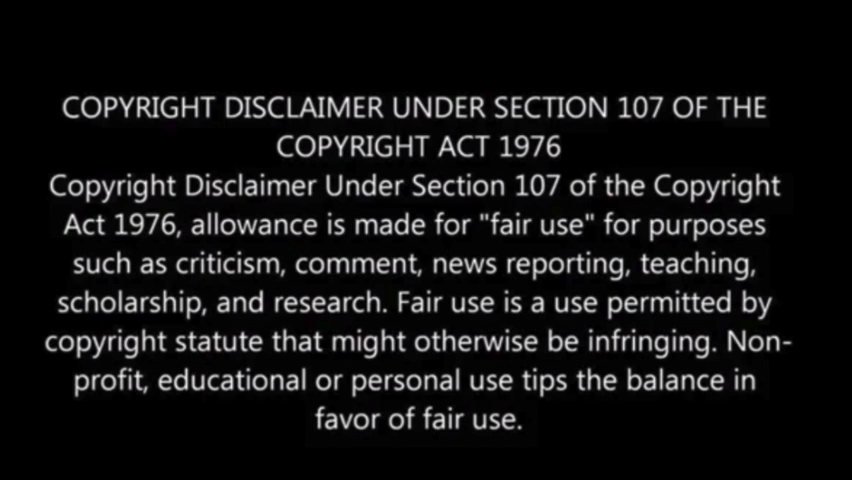 COPYRIGHT DISCLAIMER UNDER SECTION 107 OF THE
COPYRIGHT ACT 1976
Copyright Disclaimer Under Section 107 of the Copyright
Act 1976, allowance is made for "fair use" for purposes
such as criticism, comment, news reporting, teaching,
scholarship, and research. Fair use is a use permitted by
copyright statute that might otherwise be infringing. Non-
profit, educational or personal use tips the balance in
favor of fair use.